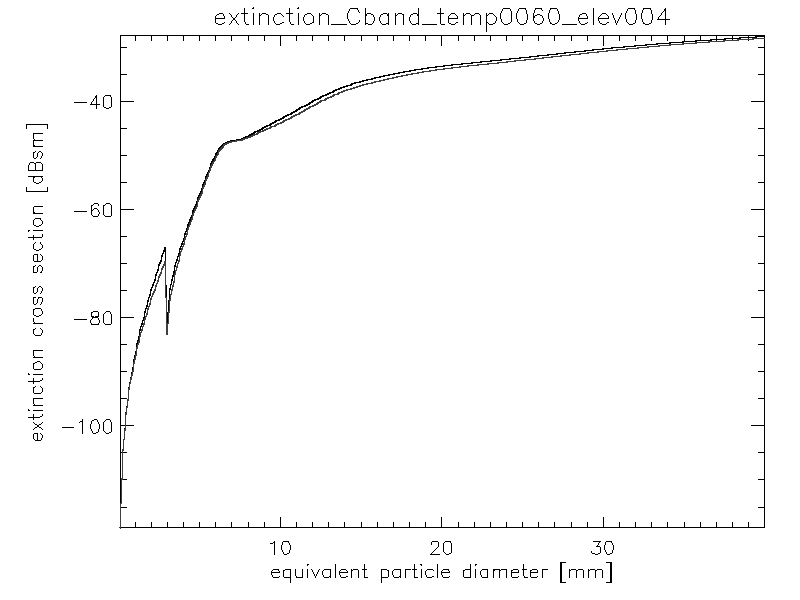 extinction_Cband_temp0060_elev004
extinction cross section [dBsm]
-40
-60
-80
-100
10 20 30
equivalent particle diameter [mm]